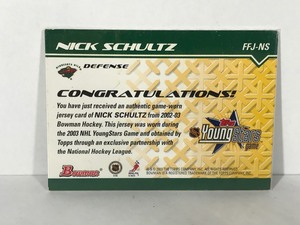 NICK SCHULTZ
FFJ-NS
DEFENSE
CONGRATULATIONS!
You have just received an authentic game-worn
jersey card of NICK SCHULTZ from 2002-03
Bowman Hockey. This jersey was worn during
the 2003 NHL YoungStars Game and obtained by
Topps through an exclusive partnership with
the National Hockey League.
topps
YoungStars
game
Bowman